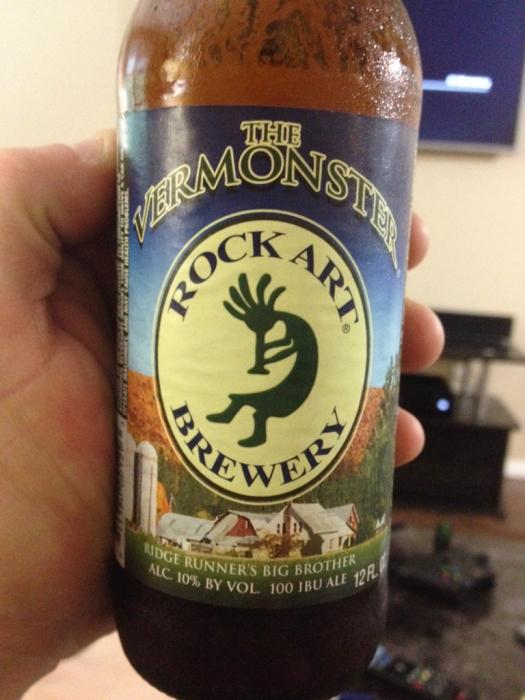 THE
VERMONSTER
ROCK ART®
BREWERY
RIDGE RUNNER'S BIG BROTHER
ALC. 10% BY VOL. 100 IBU ALE 12 FL.